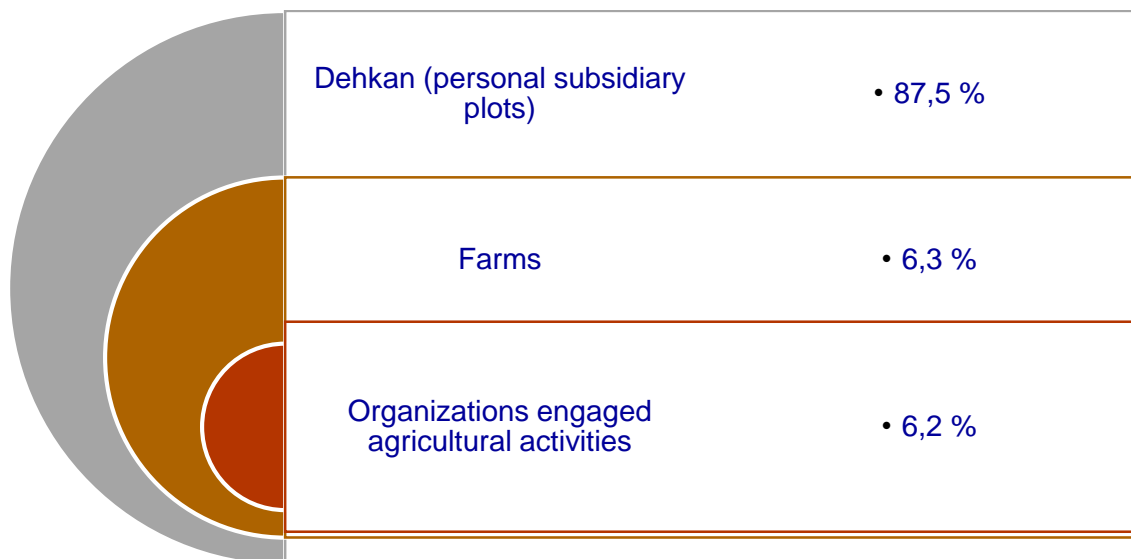 Dehkan (personal subsidiary
plots)
• 87,5 %
Farms
• 6,3 %
Organizations engaged
agricultural activities
• 6,2 %